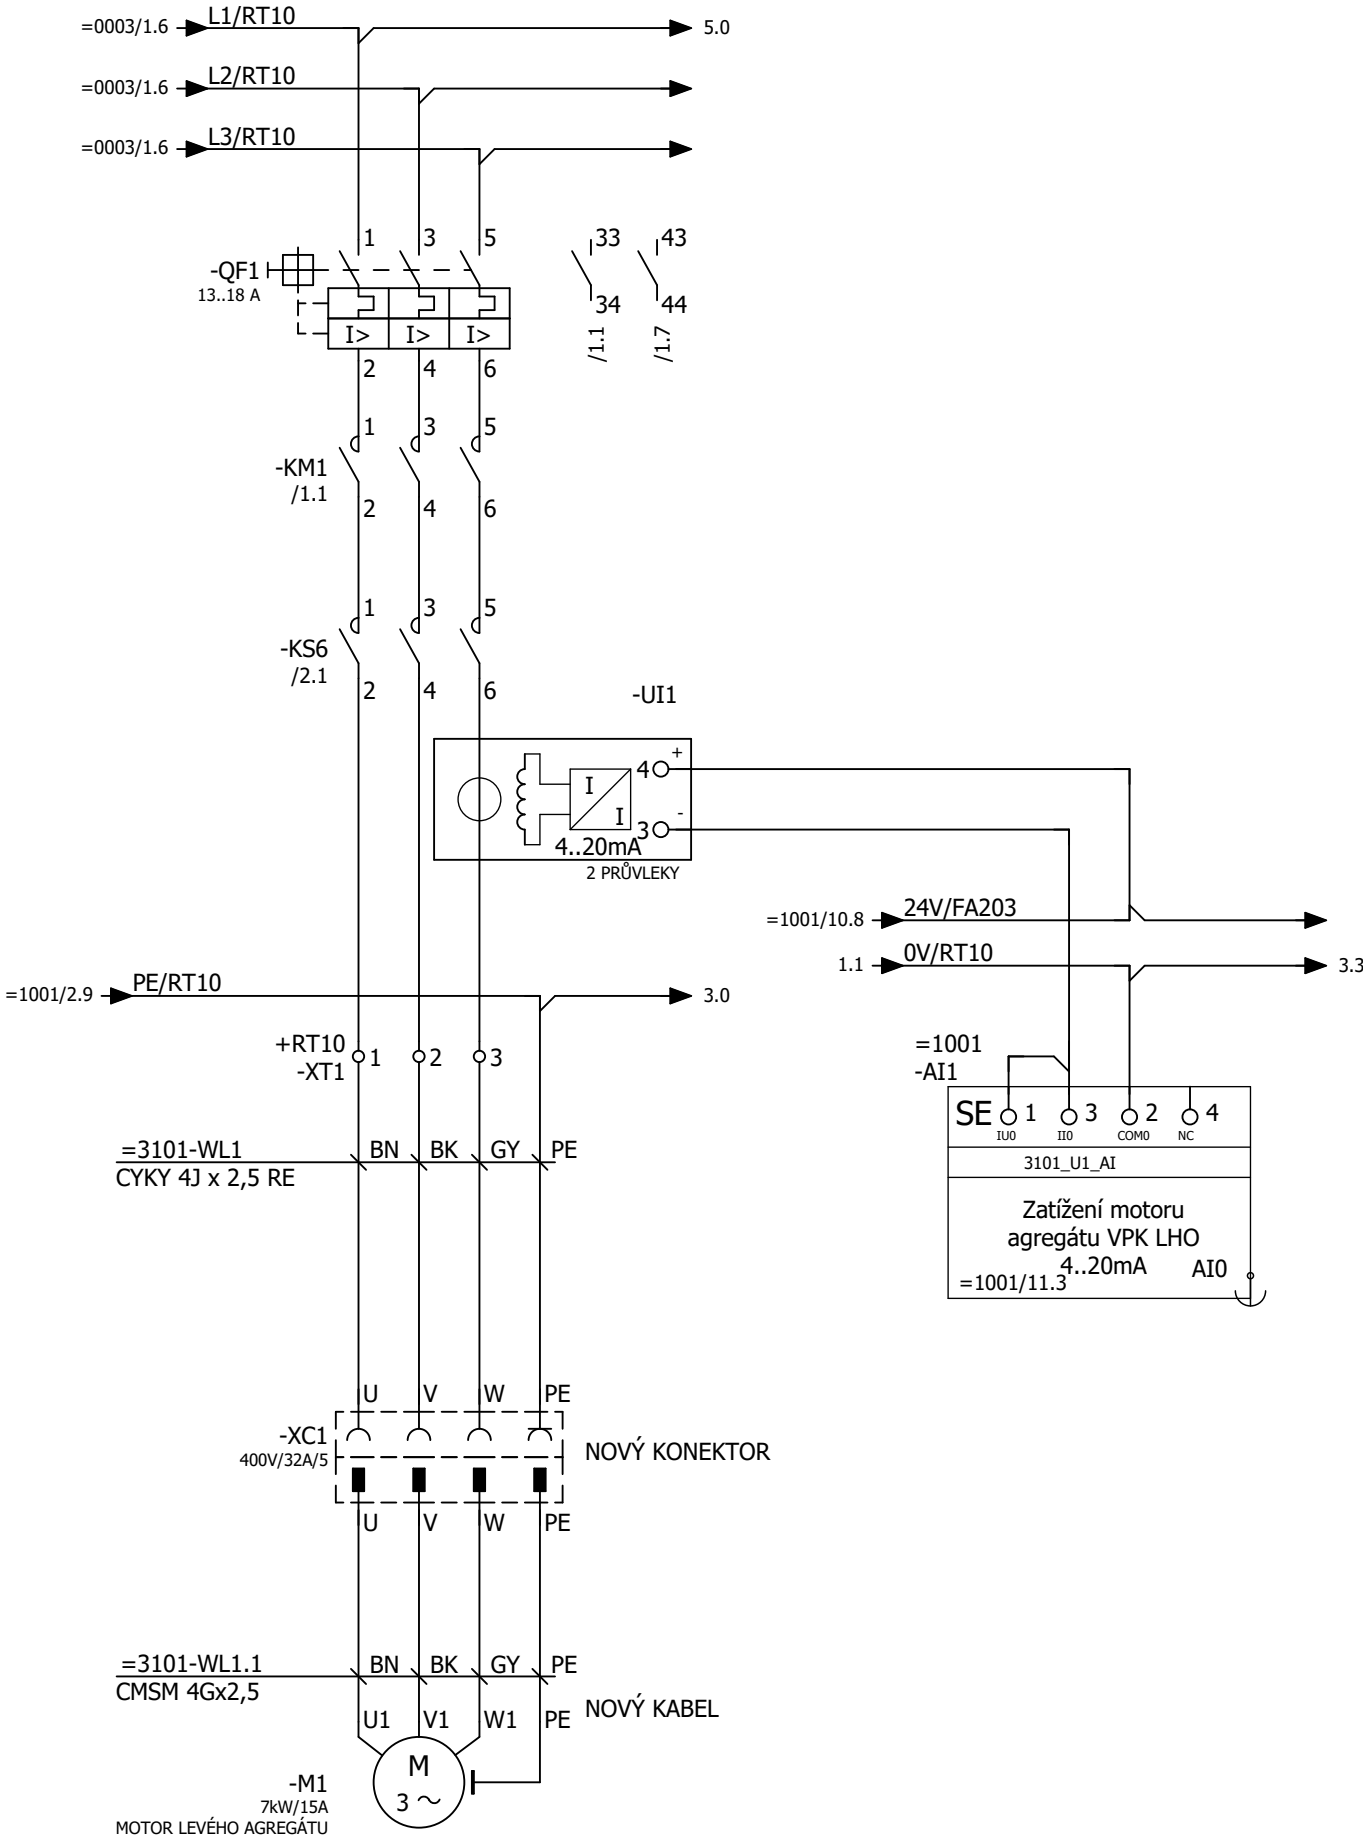 =0003/1.6 L1/RT10 5.0
=0003/1.6 L2/RT10
=0003/1.6 L3/RT10
1 3 5 33 43
-QF1
13..18 A
34 44
I> I> I>
/1.1 /1.7
2 4 6
1 3 5
-KM1
/1.1
2 4 6
1 3 5
-KS6
/2.1
2 4 6
-UI1
4 +
I
I
3 -
4..20mA
2 PRŮVLEKY
=1001/10.8 24V/FA203
1.1 0V/RT10 3.3
=1001/2.9 PE/RT10 3.0
+RT10
-XT1
1 2 3
=1001
-AI1
SE 1 3 2 4
IU0 II0 COM0 NC
3101_U1_AI
Zatížení motoru
agregátu VPK LHO
4..20mA
AI0
=1001/11.3
=3101-WL1 BN BK GY PE
CYKY 4J x 2,5 RE
U V W PE
-XC1
400V/32A/5
NOVÝ KONEKTOR
U V W PE
=3101-WL1.1 BN BK GY PE
CMSM 4Gx2,5
NOVÝ KABEL
U1 V1 W1 PE
M
3 ~
-M1
7kW/15A
MOTOR LEVÉHO AGREGÁTU